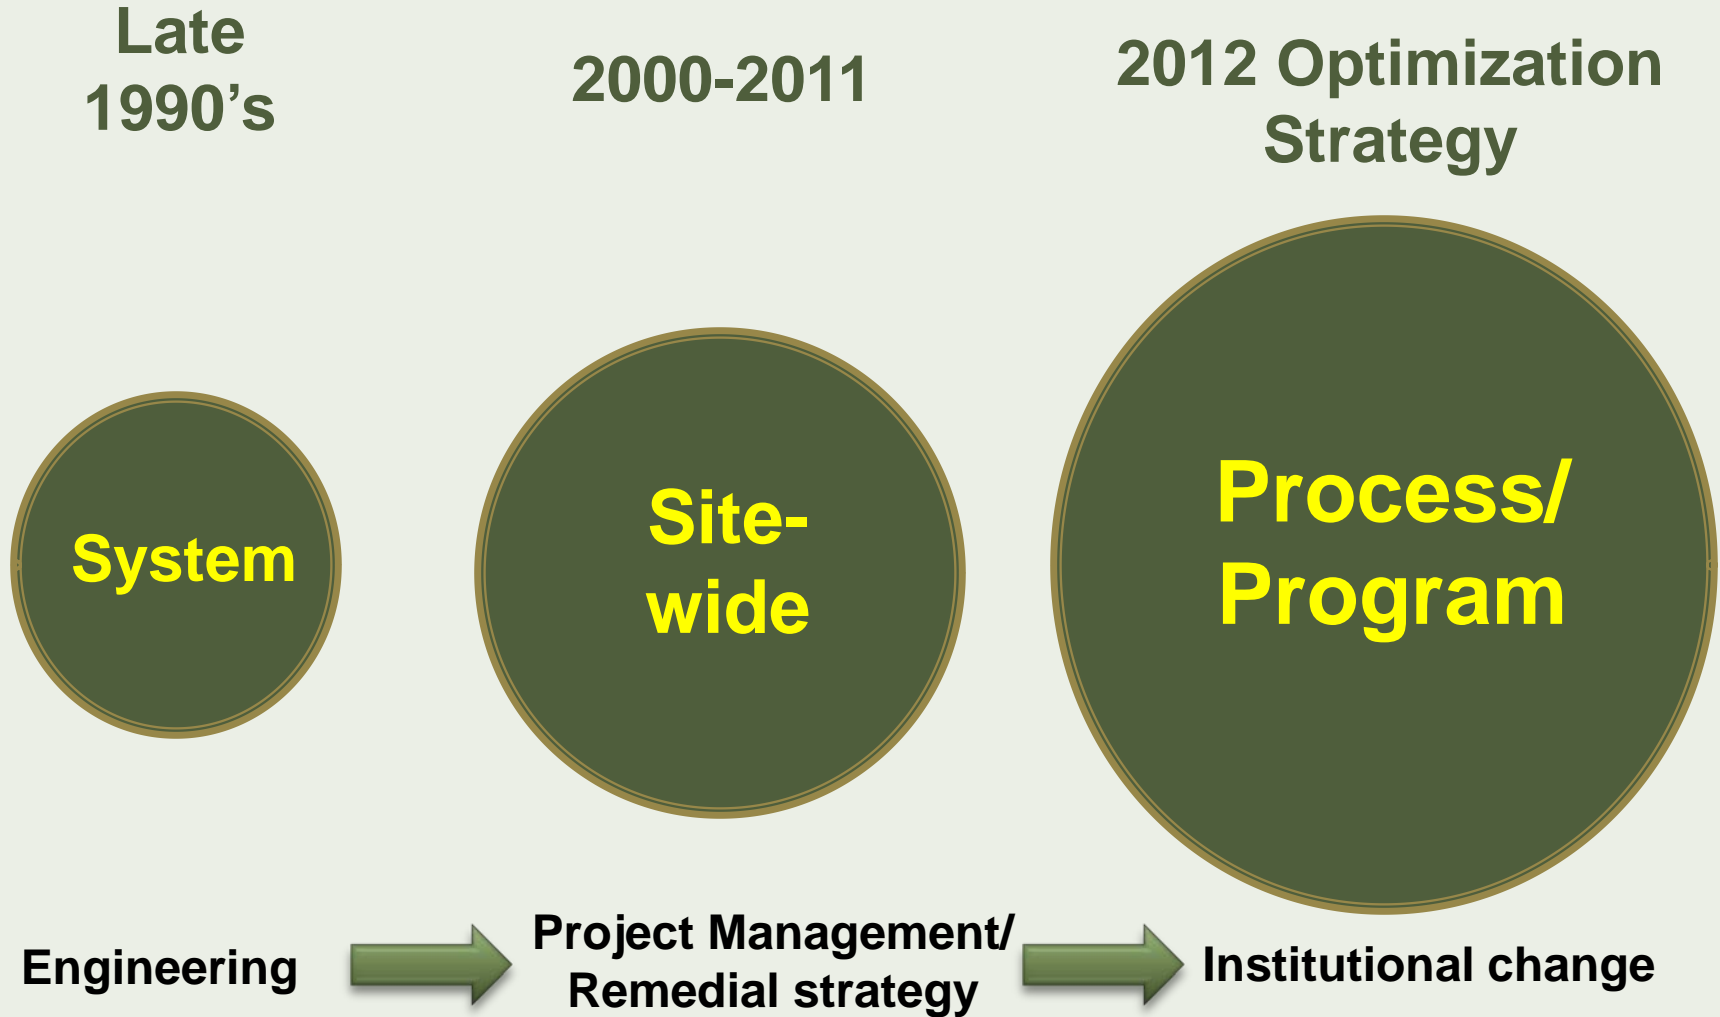 Late
1990’s
2000-2011
2012 Optimization
Strategy
System
Site-
wide
Process/
Program
Engineering
Project Management/
Remedial strategy
Institutional change